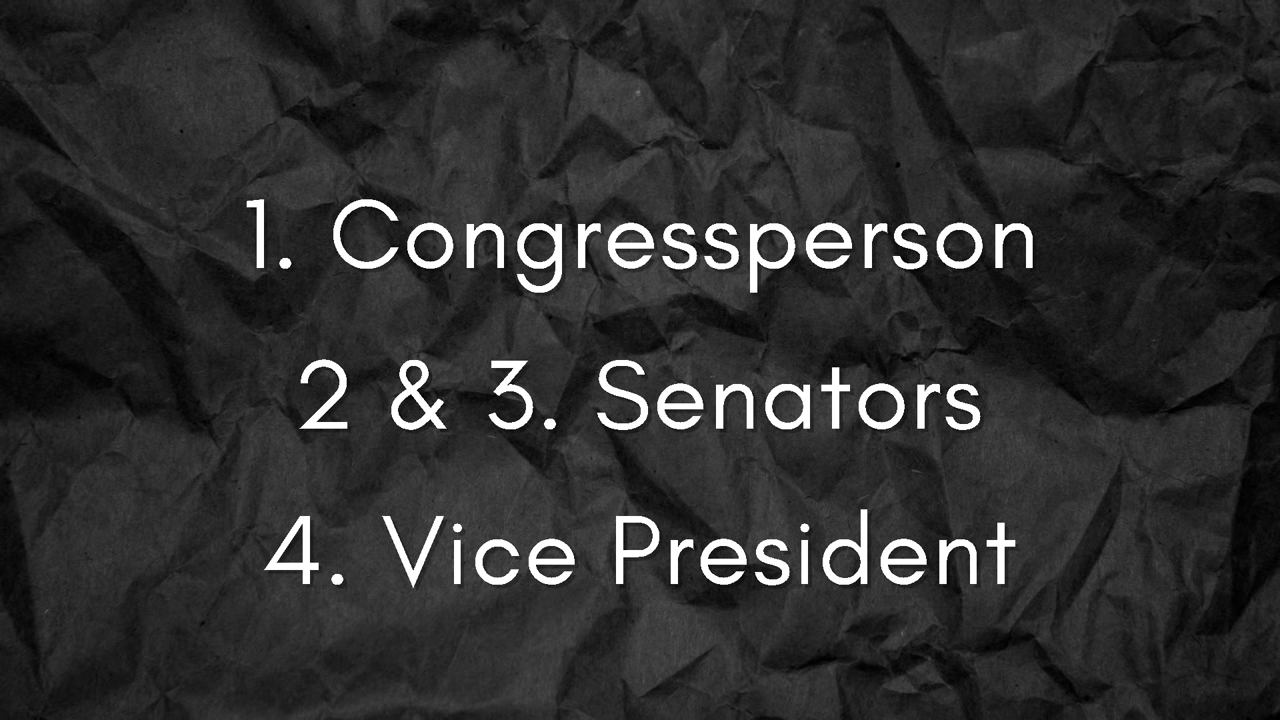 1. Congressperson
2 & 3. Senators
4. Vice President